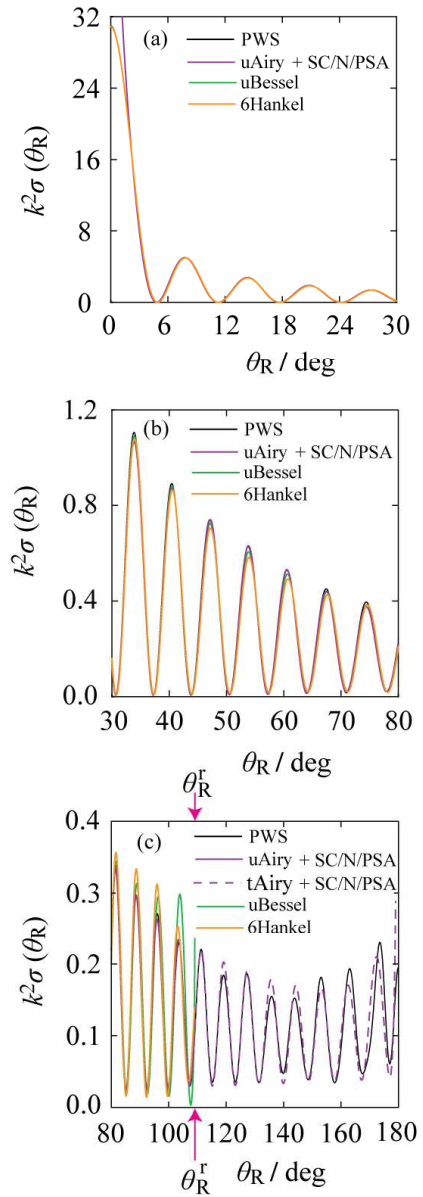 (a)
PWS
uAiry + SC/N/PSA
uBessel
6Hankel
32
24
16
8
0
k²σ (θR)
0 6 12 18 24 30
θR / deg
(b)
PWS
uAiry + SC/N/PSA
uBessel
6Hankel
1.2
0.8
0.4
0.0
k²σ (θR)
30 40 50 60 70 80
θR / deg
θRʳ
(c)
PWS
uAiry + SC/N/PSA
tAiry + SC/N/PSA
uBessel
6Hankel
0.4
0.3
0.2
0.1
0.0
k²σ (θR)
80 100 120 140 160 180
θRʳ
θR / deg